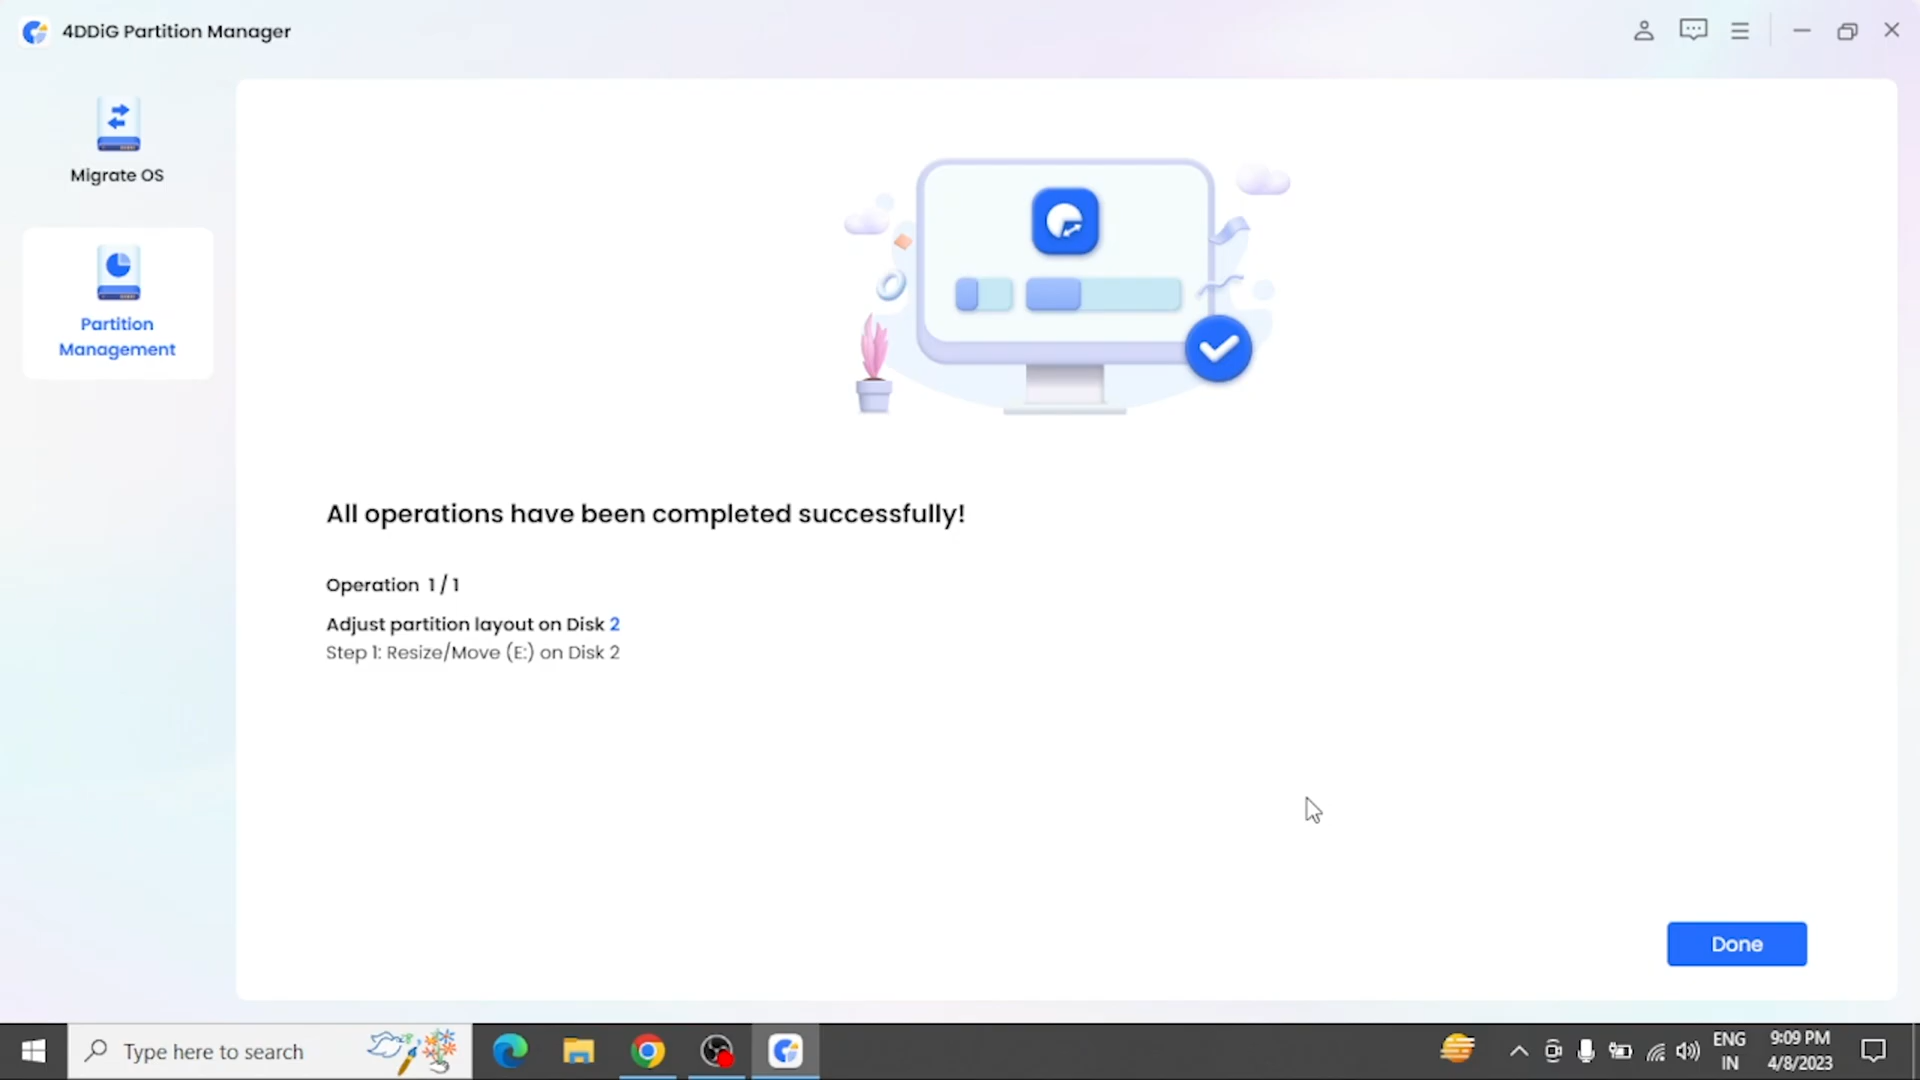 4DDiG Partition Manager
Migrate OS
Partition
Management
All operations have been completed successfully!
Operation 1 / 1
Adjust partition layout on Disk 2
Step 1: Resize/Move (E:) on Disk 2
Done
Type here to search
ENG
IN
9:09 PM
4/8/2023